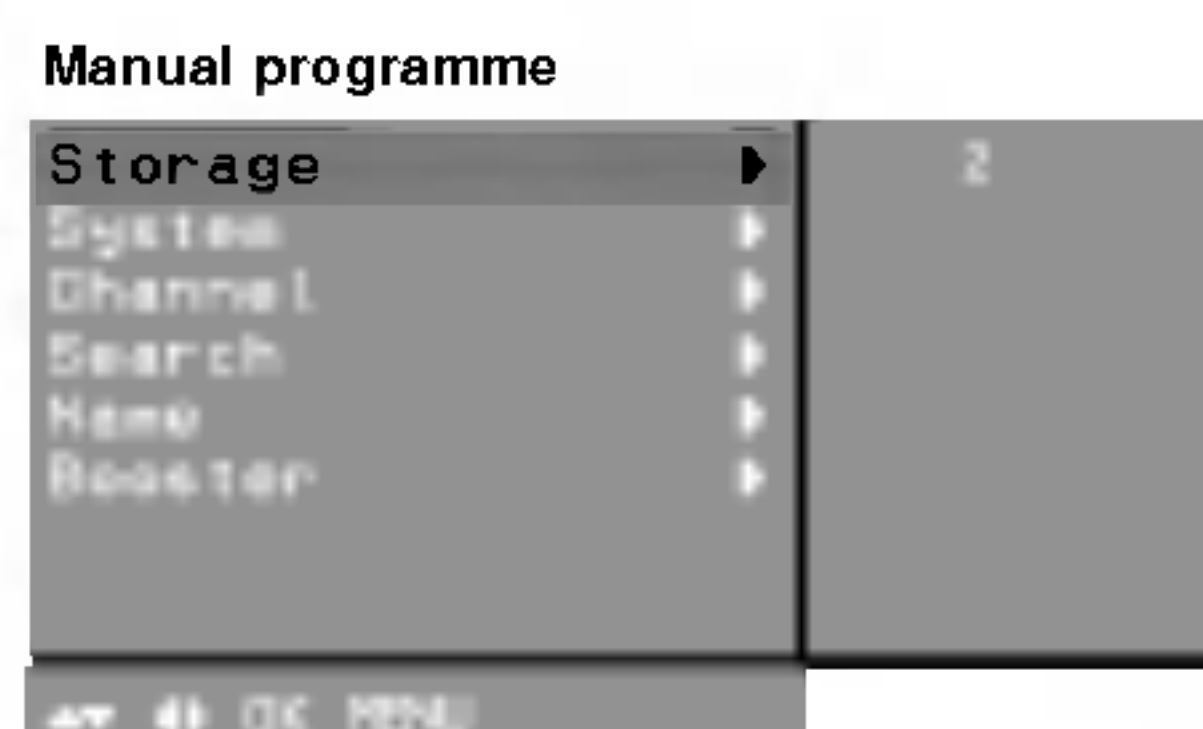 Manual programme
Storage 2
System
Channel
Search
Name
Booster
OK MENU